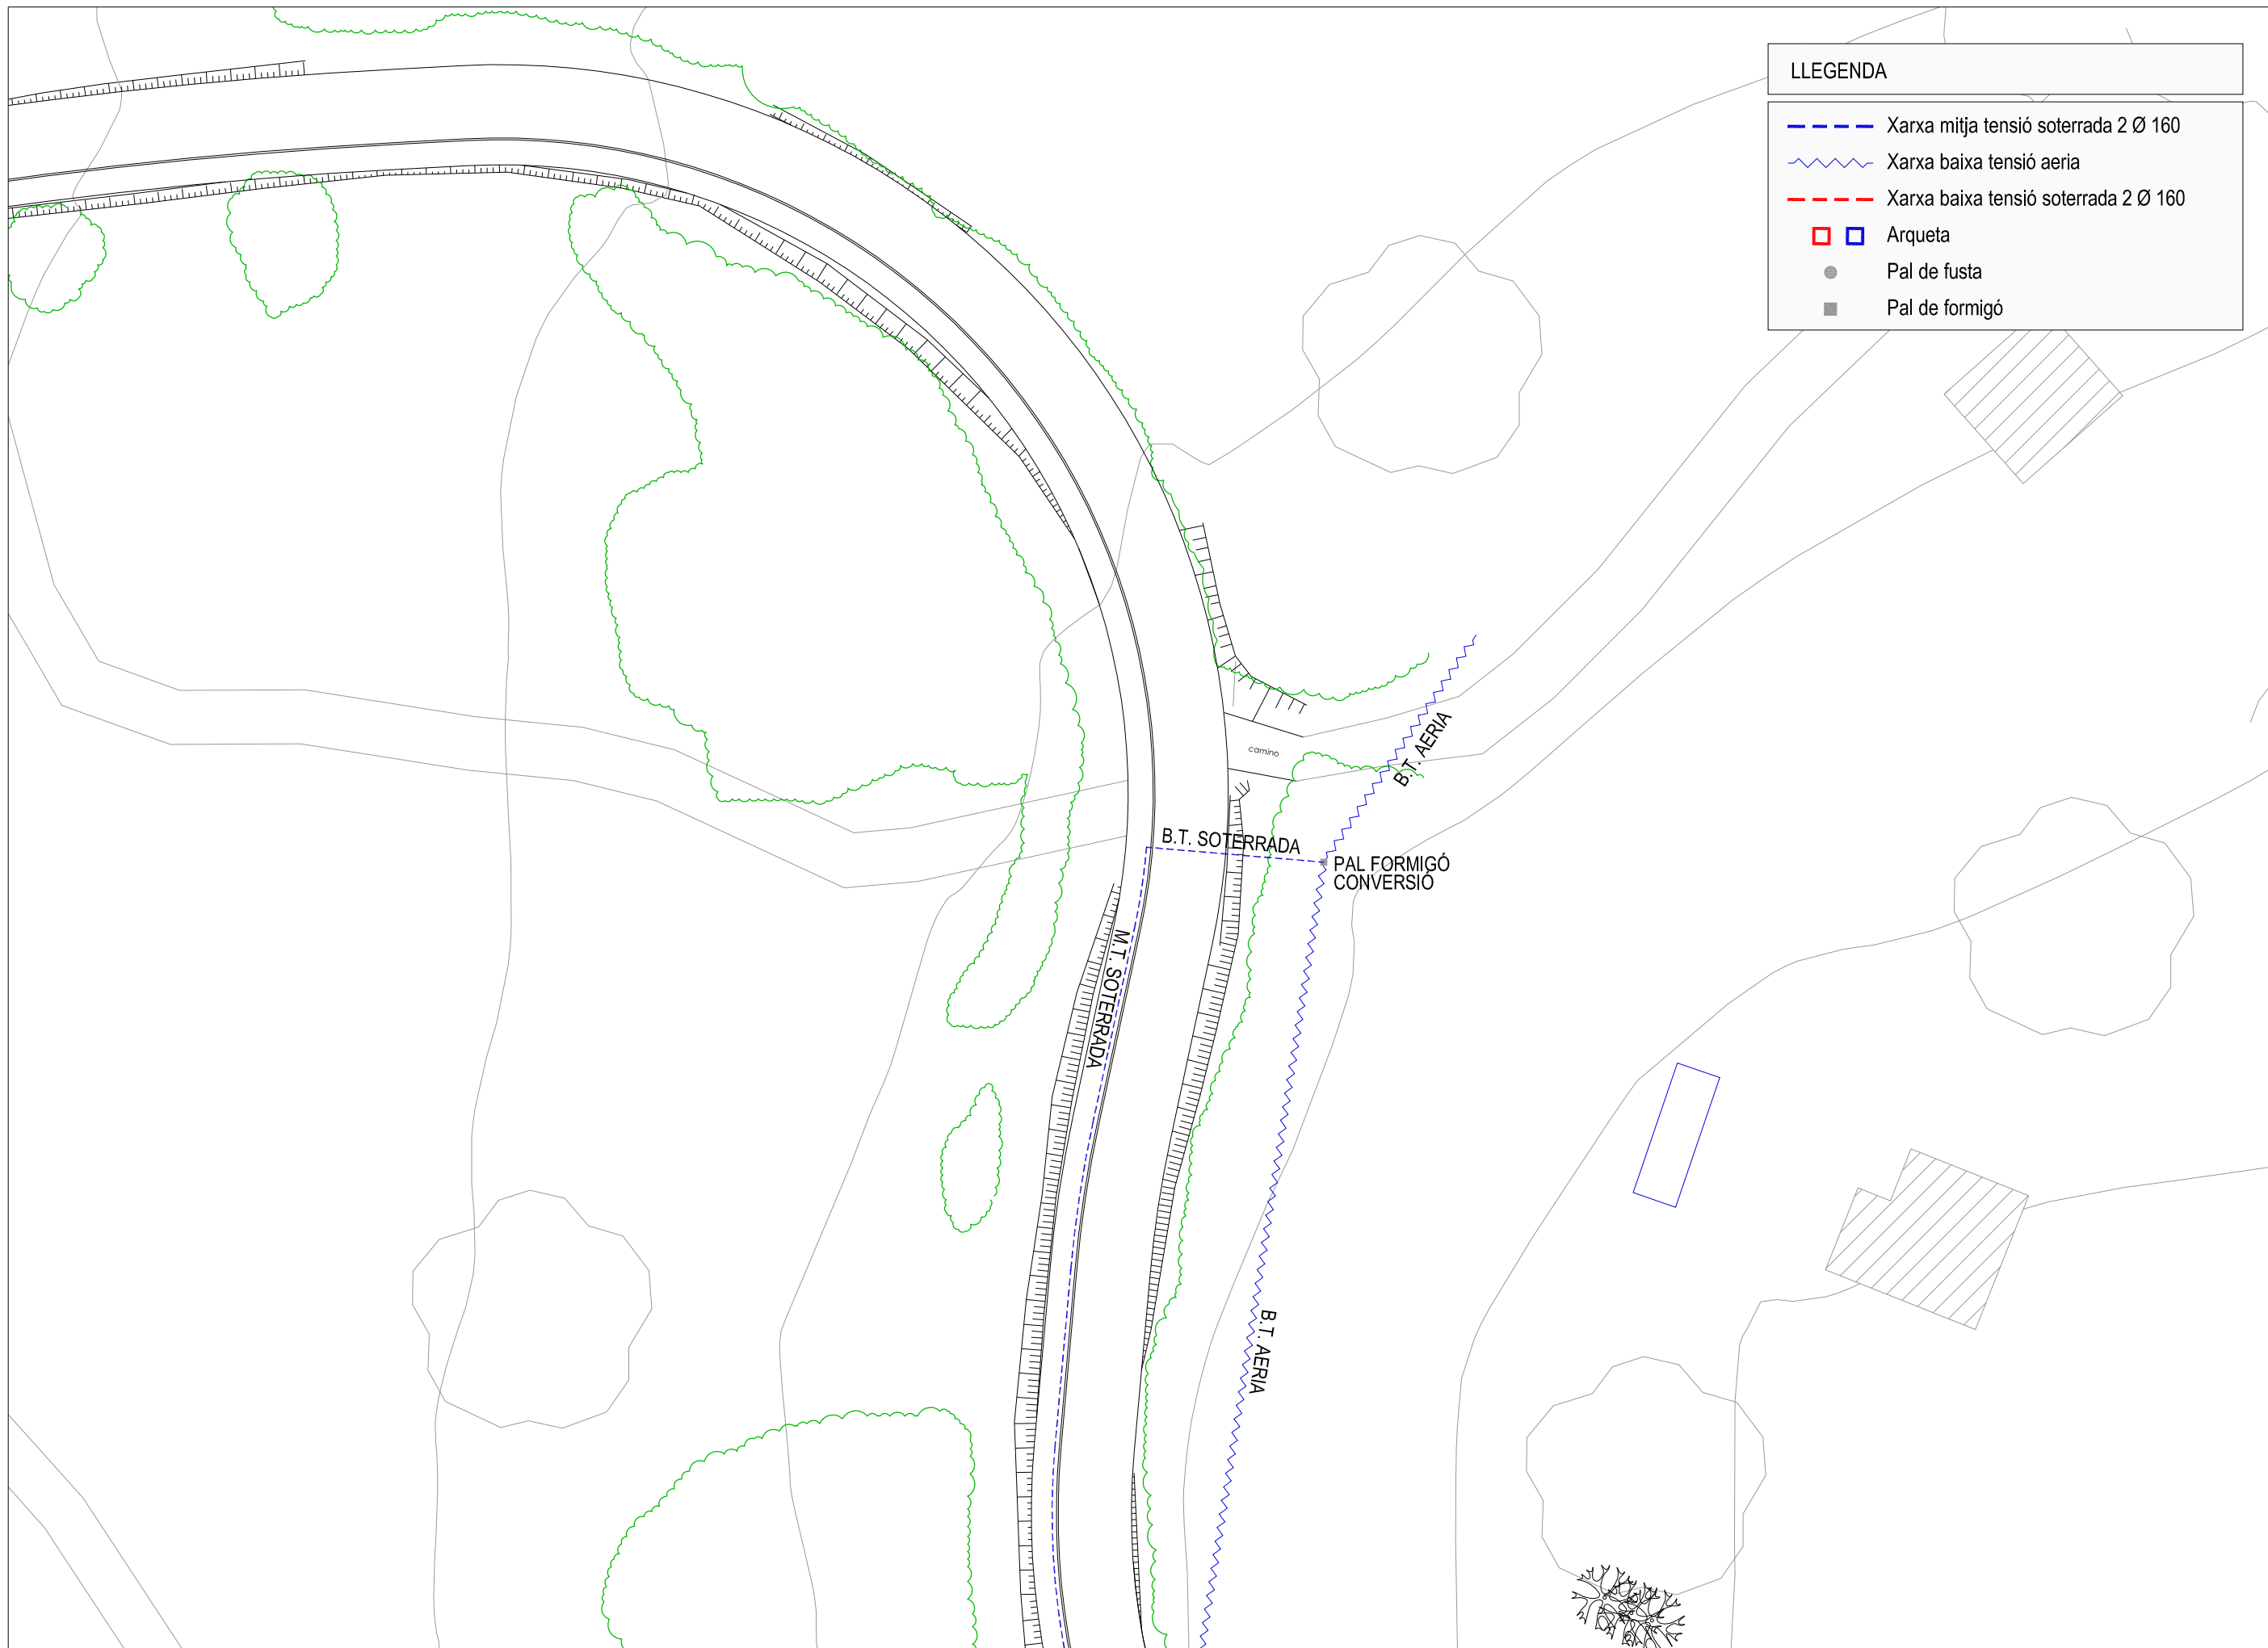 LLEGENDA
Xarxa mitja tensió soterrada 2 Ø 160
Xarxa baixa tensió aeria
Xarxa baixa tensió soterrada 2 Ø 160
Arqueta
Pal de fusta
Pal de formigó
B.T. AERIA
camino
B.T. SOTERRADA
PAL FORMIGÓ
CONVERSIÓ
M.T. SOTERRADA
B.T. AERIA